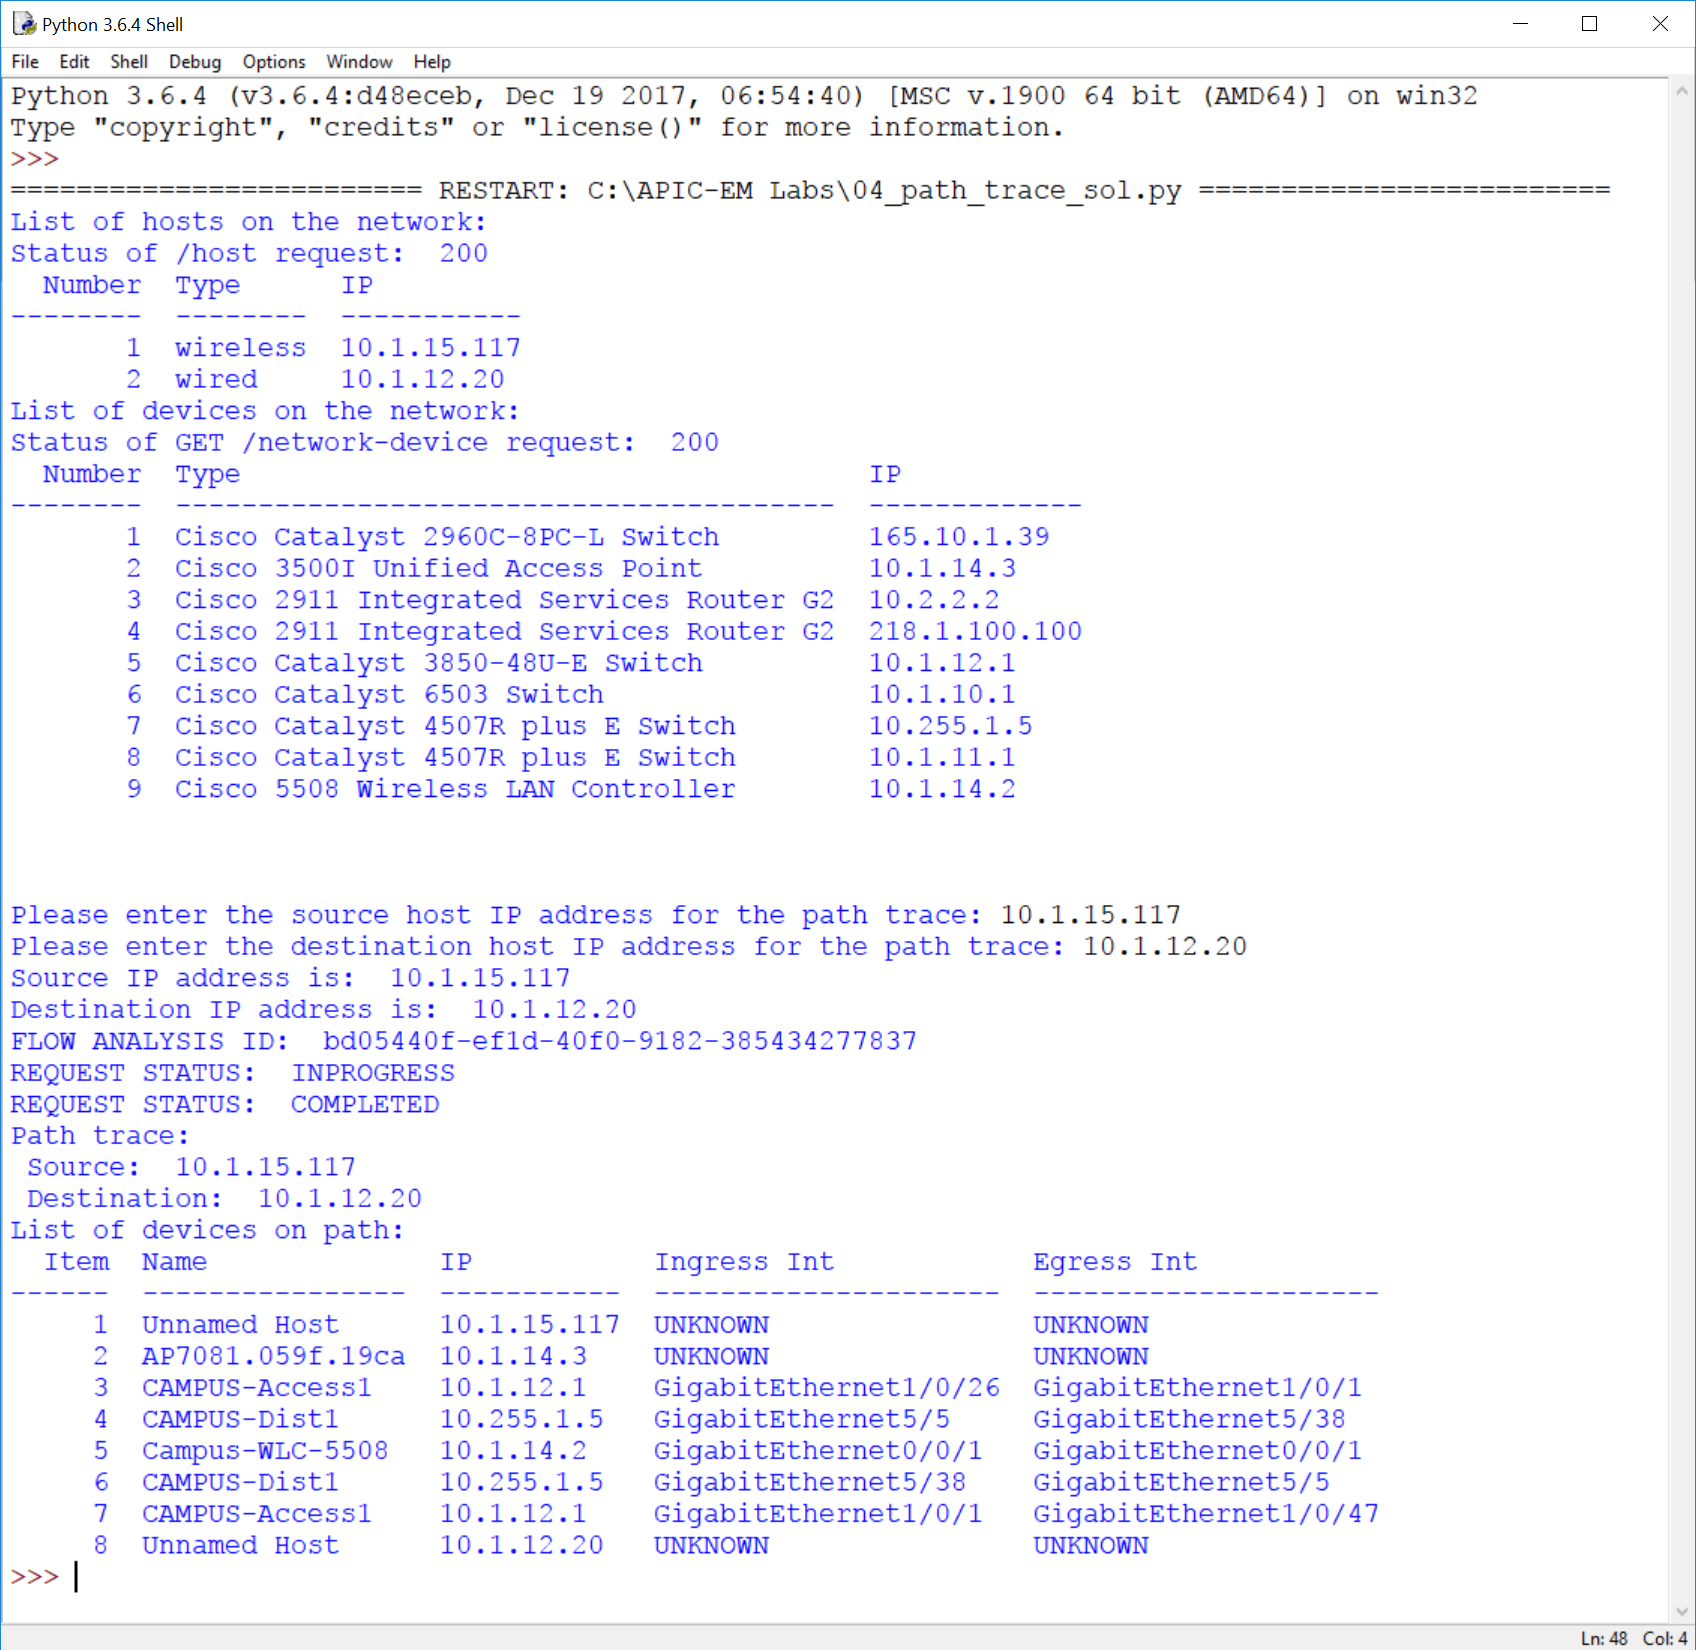 Python 3.6.4 Shell
File Edit Shell Debug Options Window Help
Python 3.6.4 (v3.6.4:d48eceb, Dec 19 2017, 06:54:40) [MSC v.1900 64 bit (AMD64)] on win32
Type "copyright", "credits" or "license()" for more information.
>>>
========================= RESTART: C:\APIC-EM Labs\04_path_trace_sol.py =========================
List of hosts on the network:
Status of /host request:  200
  Number  Type      IP
--------  --------  -----------
       1  wireless  10.1.15.117
       2  wired     10.1.12.20
List of devices on the network:
Status of GET /network-device request:  200
  Number  Type                                      IP
--------  ----------------------------------------  -------------
       1  Cisco Catalyst 2960C-8PC-L Switch         165.10.1.39
       2  Cisco 3500I Unified Access Point          10.1.14.3
       3  Cisco 2911 Integrated Services Router G2  10.2.2.2
       4  Cisco 2911 Integrated Services Router G2  218.1.100.100
       5  Cisco Catalyst 3850-48U-E Switch          10.1.12.1
       6  Cisco Catalyst 6503 Switch                10.1.10.1
       7  Cisco Catalyst 4507R plus E Switch        10.255.1.5
       8  Cisco Catalyst 4507R plus E Switch        10.1.11.1
       9  Cisco 5508 Wireless LAN Controller        10.1.14.2
Please enter the source host IP address for the path trace: 10.1.15.117
Please enter the destination host IP address for the path trace: 10.1.12.20
Source IP address is:  10.1.15.117
Destination IP address is:  10.1.12.20
FLOW ANALYSIS ID:  bd05440f-ef1d-40f0-9182-385434277837
REQUEST STATUS:  INPROGRESS
REQUEST STATUS:  COMPLETED
Path trace:
 Source:  10.1.15.117
 Destination:  10.1.12.20
List of devices on path:
  Item  Name              IP           Ingress Int            Egress Int
------  ----------------  -----------  ---------------------  ---------------------
     1  Unnamed Host      10.1.15.117  UNKNOWN                UNKNOWN
     2  AP7081.059f.19ca  10.1.14.3    UNKNOWN                UNKNOWN
     3  CAMPUS-Access1    10.1.12.1    GigabitEthernet1/0/26  GigabitEthernet1/0/1
     4  CAMPUS-Dist1      10.255.1.5   GigabitEthernet5/5     GigabitEthernet5/38
     5  Campus-WLC-5508   10.1.14.2    GigabitEthernet0/0/1   GigabitEthernet0/0/1
     6  CAMPUS-Dist1      10.255.1.5   GigabitEthernet5/38    GigabitEthernet5/5
     7  CAMPUS-Access1    10.1.12.1    GigabitEthernet1/0/1   GigabitEthernet1/0/47
     8  Unnamed Host      10.1.12.20   UNKNOWN                UNKNOWN
>>>
Ln: 48 Col: 4